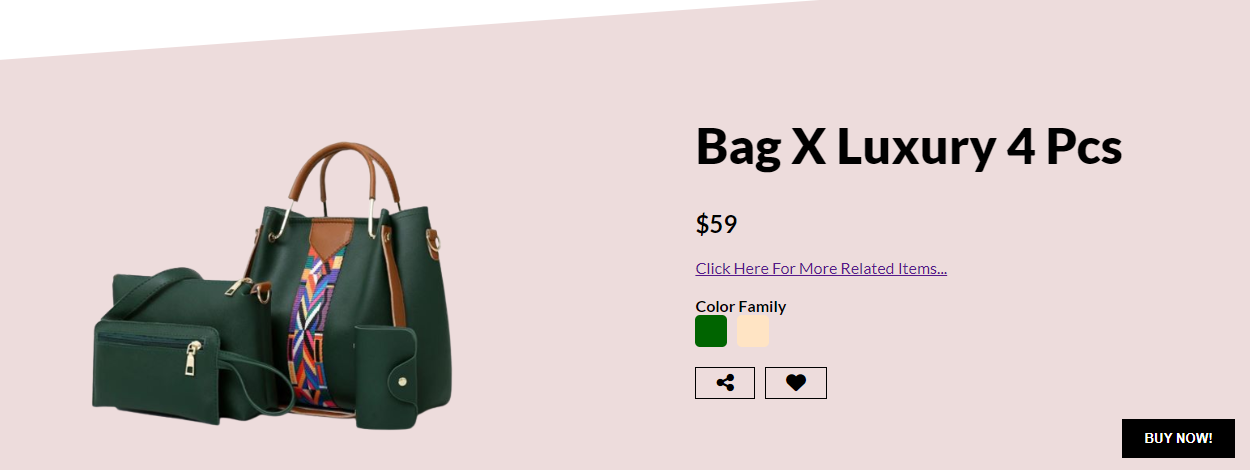 Bag X Luxury 4 Pcs
$59
Click Here For More Related Items...
Color Family
BUY NOW!